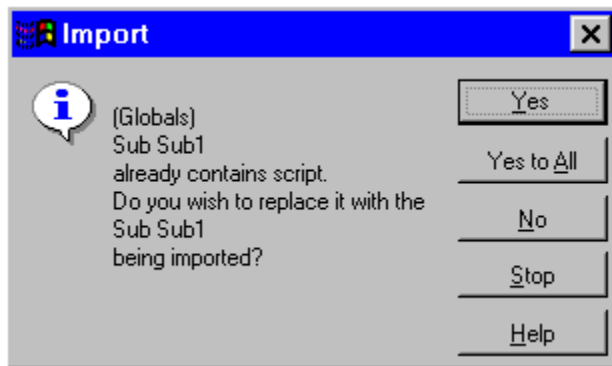 Import
(Globals)
Sub Sub1
already contains script.
Do you wish to replace it with the
Sub Sub1
being imported?
Yes
Yes to All
No
Stop
Help